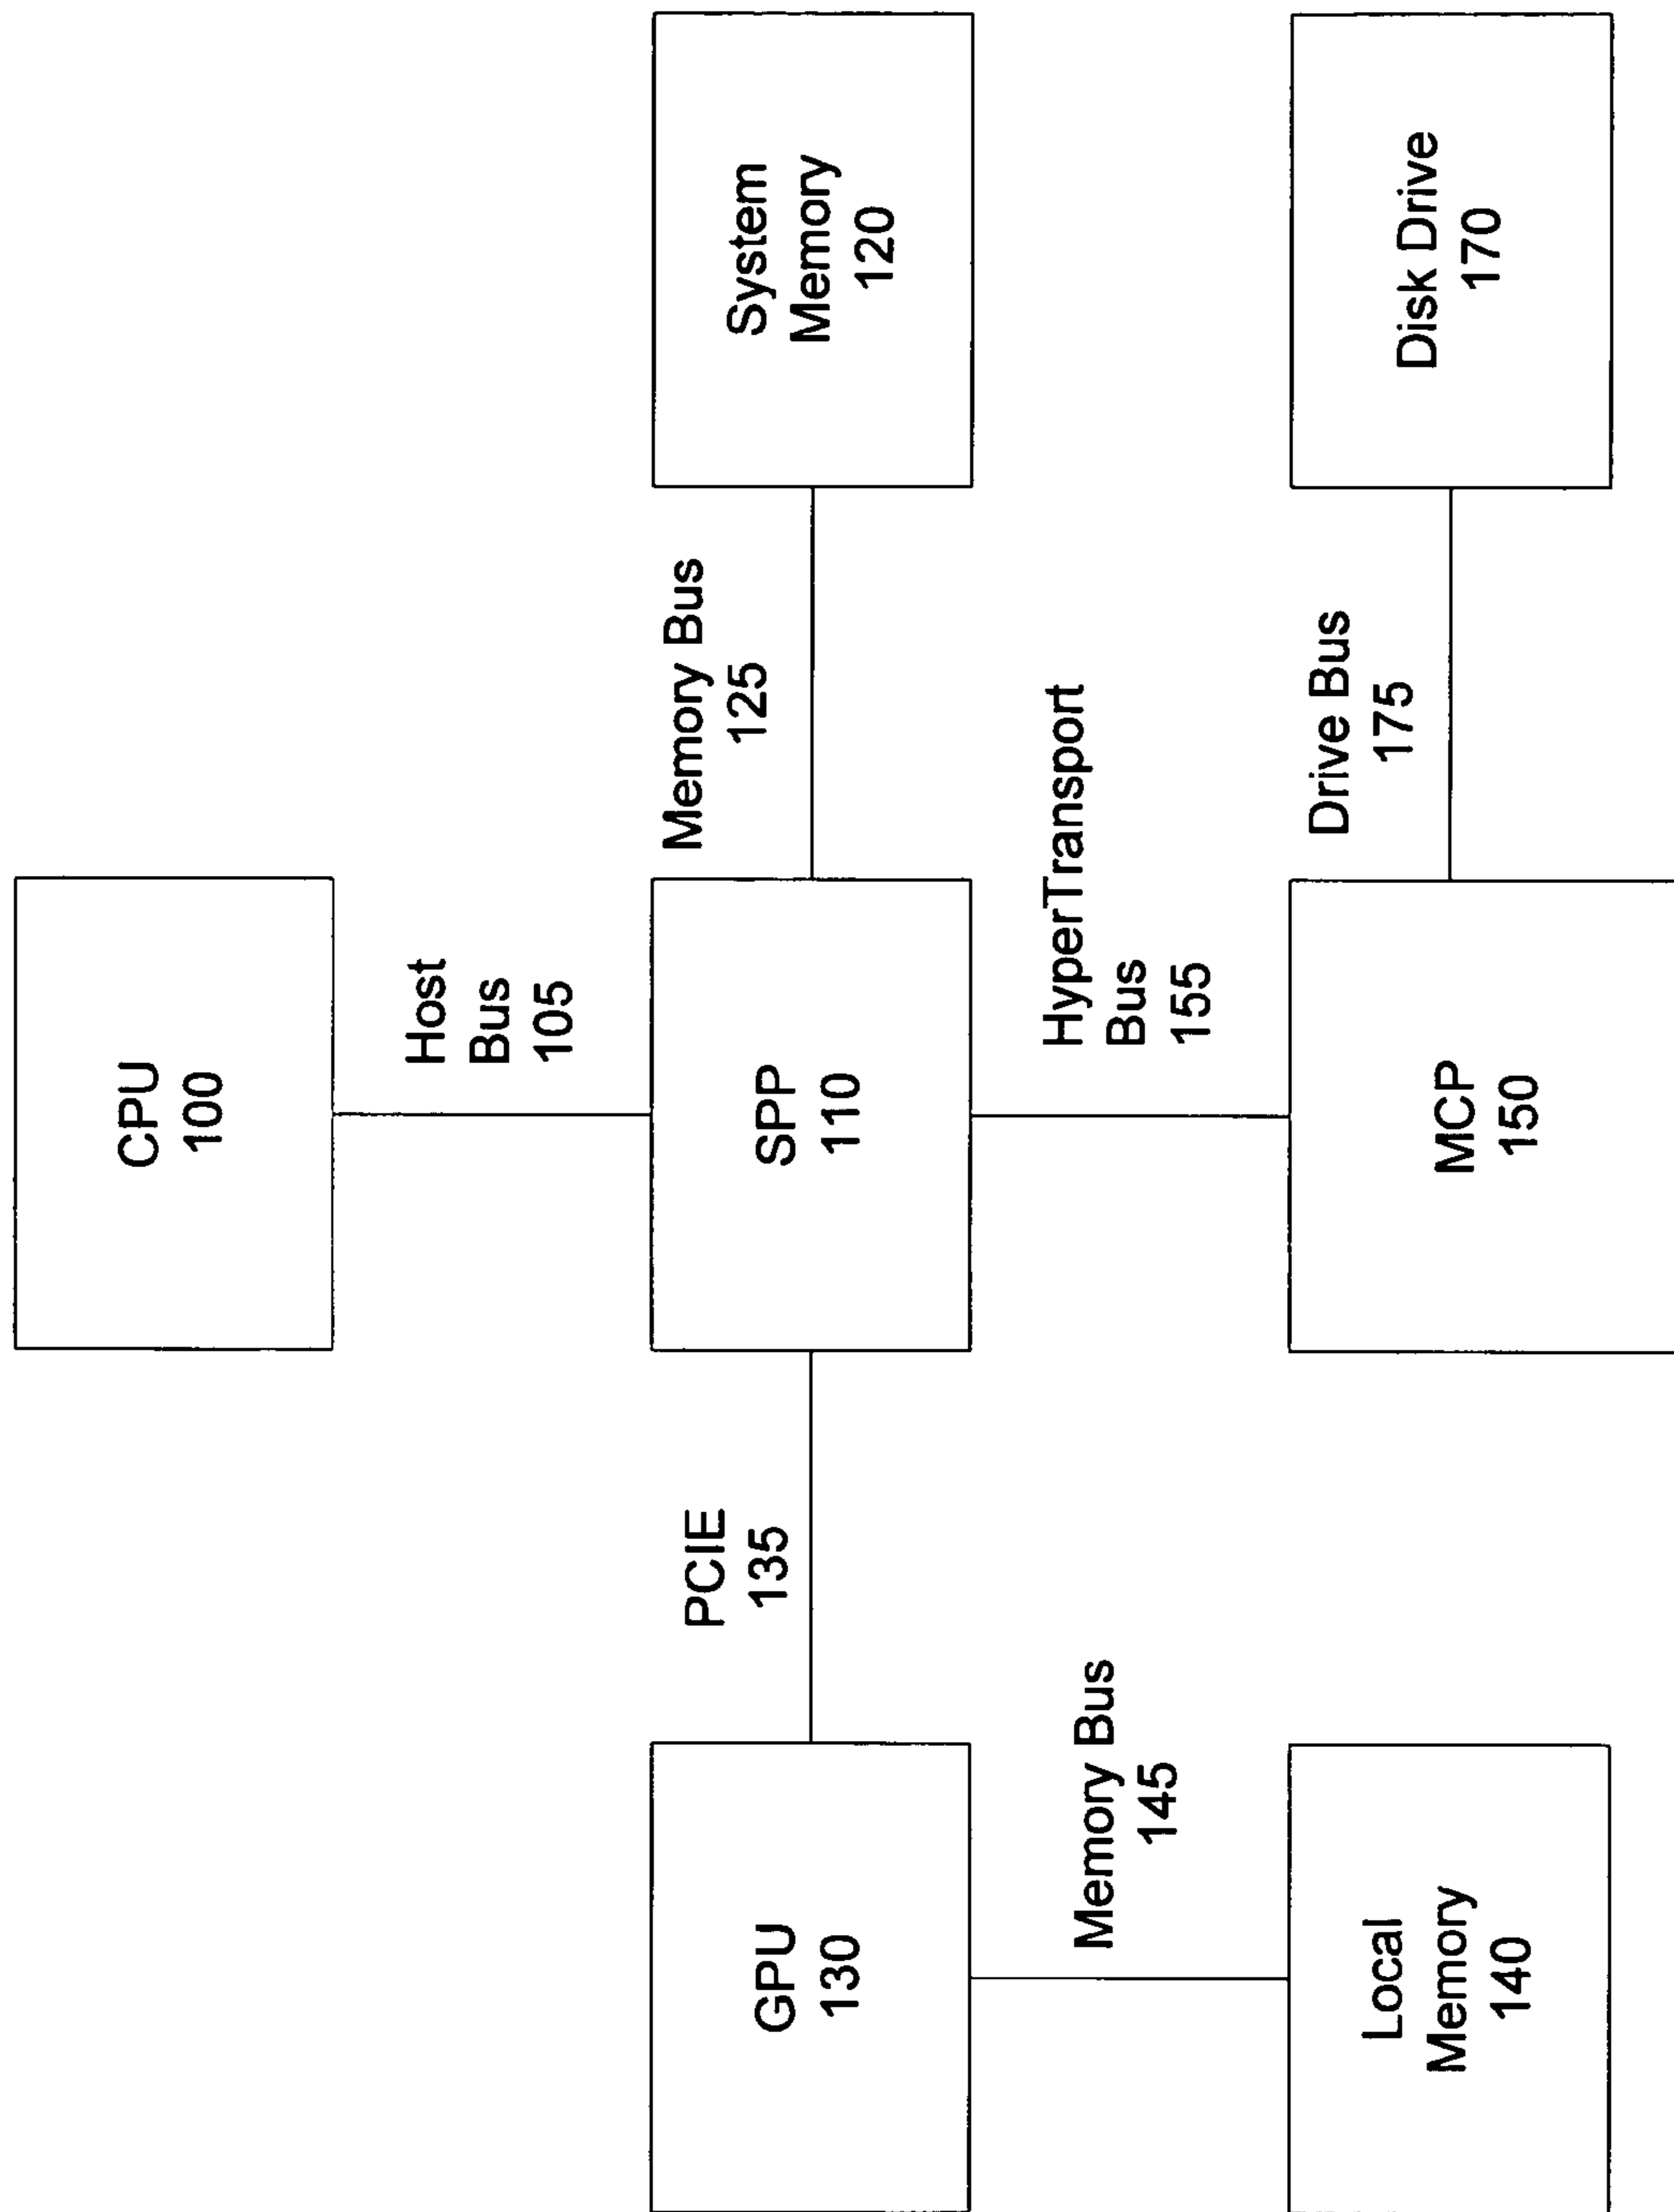 CPU
100
Host
Bus
105
GPU
130
PCIE
135
SPP
110
Memory Bus
125
System
Memory
120
Memory Bus
145
HyperTransport
Bus
155
Local
Memory
140
MCP
150
Drive Bus
175
Disk Drive
170